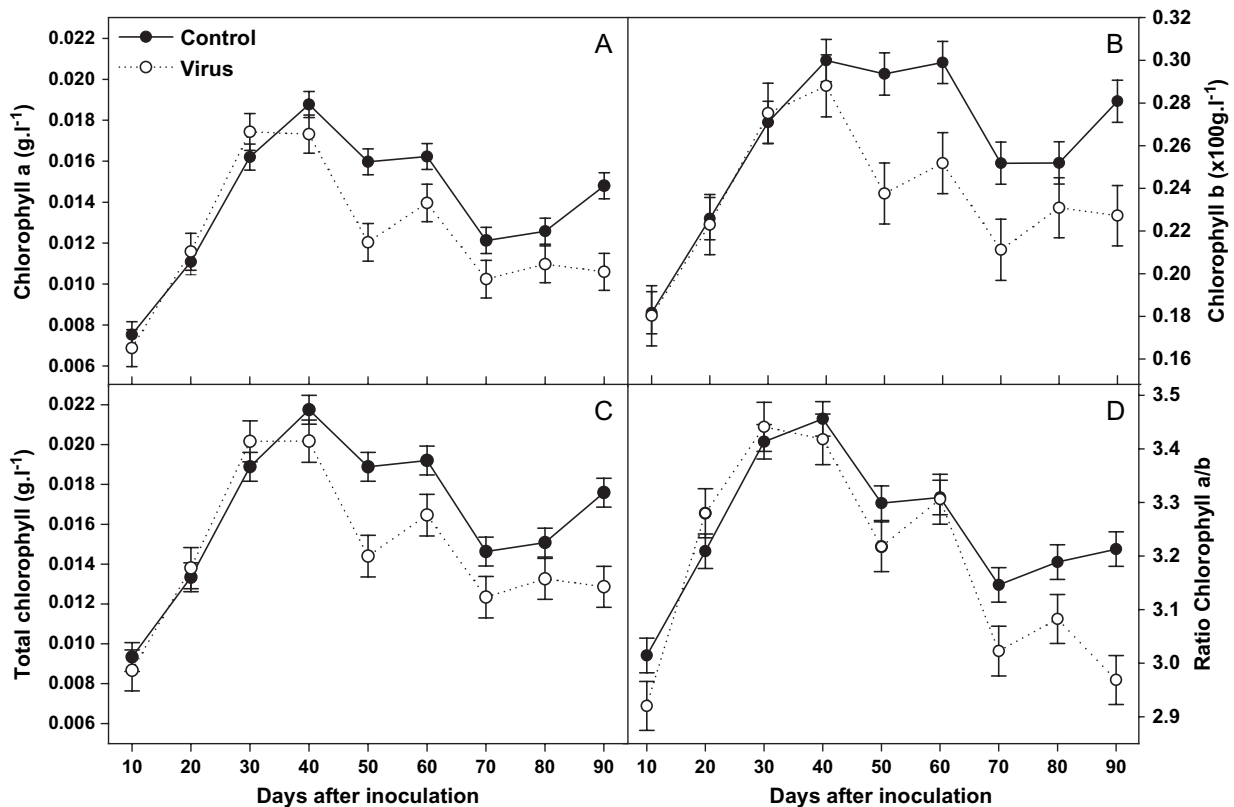 Control
Virus
A
Chlorophyll a (g.l⁻¹)
0.022
0.020
0.018
0.016
0.014
0.012
0.010
0.008
0.006
B
0.32
0.30
0.28
0.26
0.24
0.22
0.20
0.18
0.16
Chlorophyll b (x100g.l⁻¹)
C
Total chlorophyll (g.l⁻¹)
0.022
0.020
0.018
0.016
0.014
0.012
0.010
0.008
0.006
10 20 30 40 50 60 70 80 90
Days after inoculation
D
3.5
3.4
3.3
3.2
3.1
3.0
2.9
Ratio Chlorophyll a/b
10 20 30 40 50 60 70 80 90
Days after inoculation